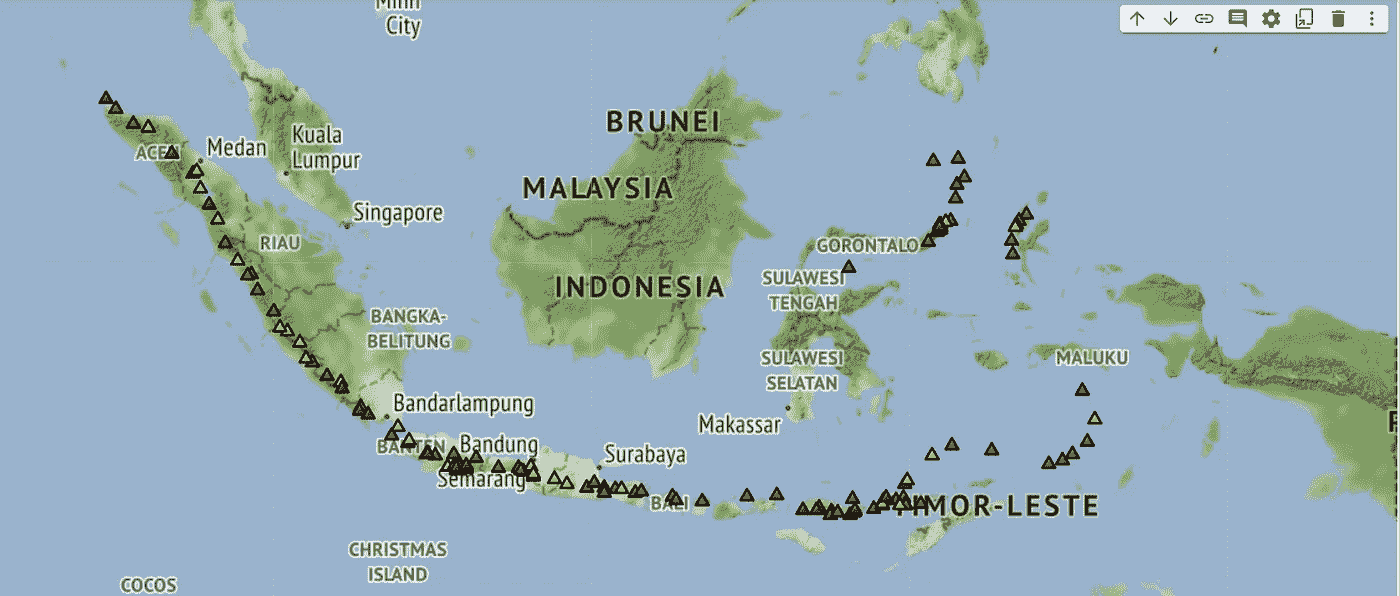 Minh
City
BRUNEI
Kuala
Lumpur
Medan
ACEH
MALAYSIA
Singapore
RIAU
GORONTALO
SULAWESI
TENGAH
INDONESIA
BANGKA-
BELITUNG
SULAWESI
SELATAN
MALUKU
Bandarlampung
Makassar
BANTEN
Bandung
Surabaya
Semarang
BALI
TIMOR-LESTE
CHRISTMAS
ISLAND
COCOS